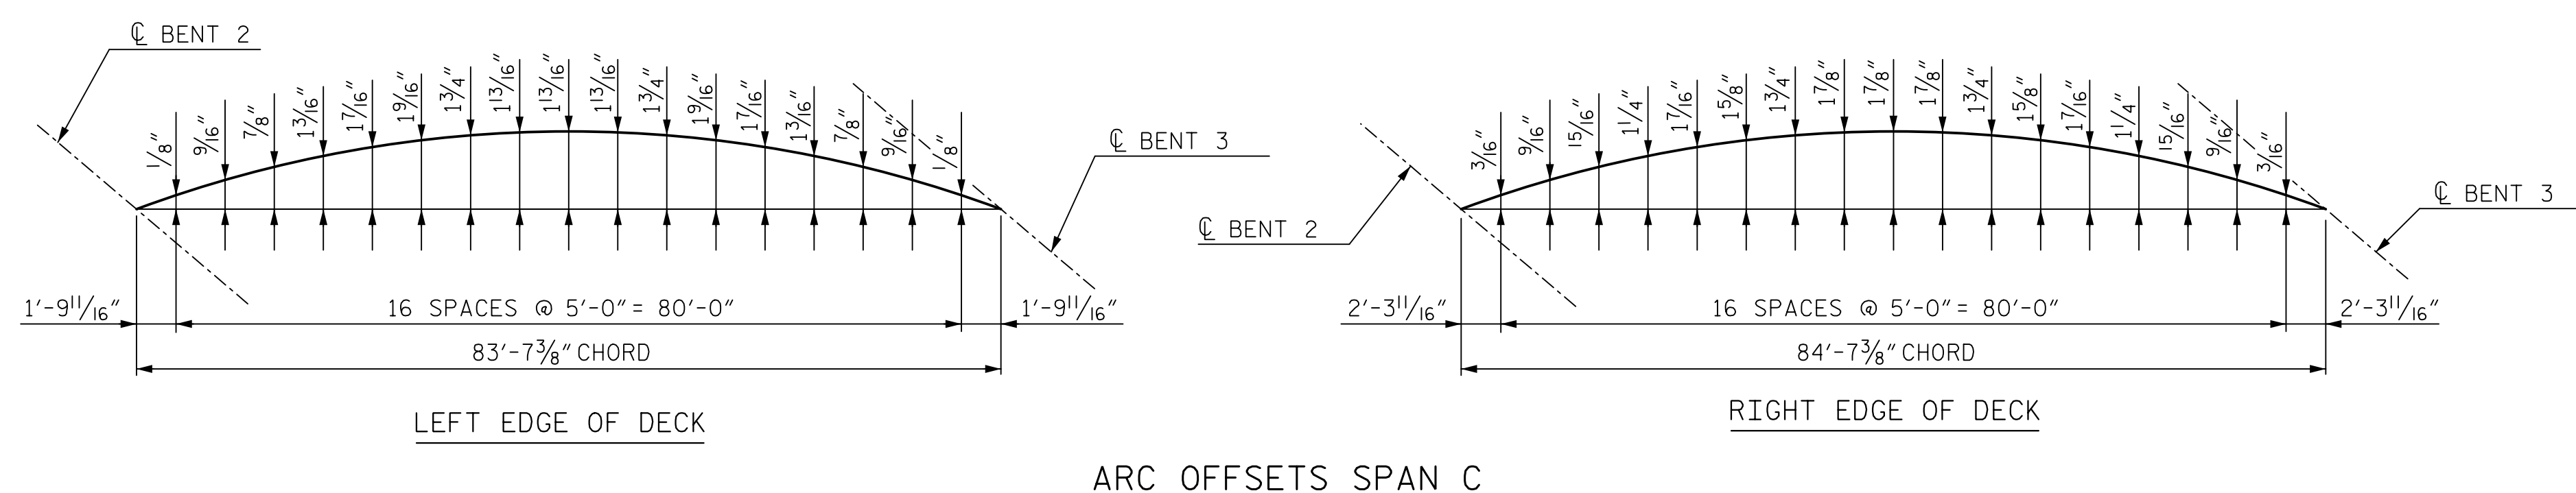 ℄ BENT 2
1/8" 9/16" 7/8" 1 3/16" 1 7/16" 1 9/16" 1 3/4" 1 13/16" 1 13/16" 1 13/16" 1 3/4" 1 9/16" 1 7/16" 1 3/16" 7/8" 9/16" 1/8"
℄ BENT 3
1'-9 11/16"
16 SPACES @ 5'-0" = 80'-0"
1'-9 11/16"
83'-7 3/8" CHORD
LEFT EDGE OF DECK
3/16" 9/16" 15/16" 1 1/4" 1 7/16" 1 5/8" 1 3/4" 1 7/8" 1 7/8" 1 7/8" 1 3/4" 1 5/8" 1 7/16" 1 1/4" 15/16" 9/16" 3/16"
℄ BENT 2
℄ BENT 3
2'-3 11/16"
16 SPACES @ 5'-0" = 80'-0"
2'-3 11/16"
84'-7 3/8" CHORD
RIGHT EDGE OF DECK
ARC OFFSETS SPAN C